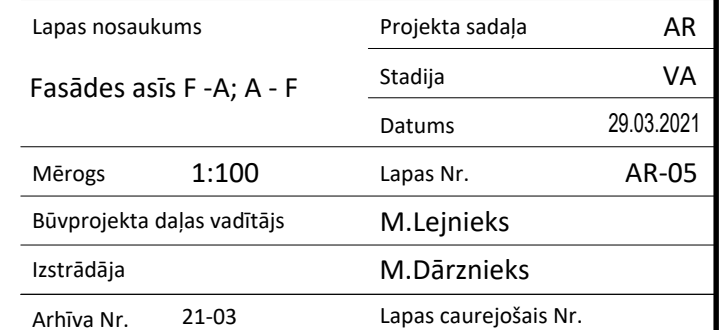 Lapas nosaukums
Projekta sadaļa AR
Fasādes asīs F -A; A - F
Stadija VA
Datums 29.03.2021
Mērogs 1:100
Lapas Nr. AR-05
Būvprojekta daļas vadītājs M.Lejnieks
Izstrādāja M.Dārznieks
Arhīva Nr. 21-03
Lapas caurejošais Nr.